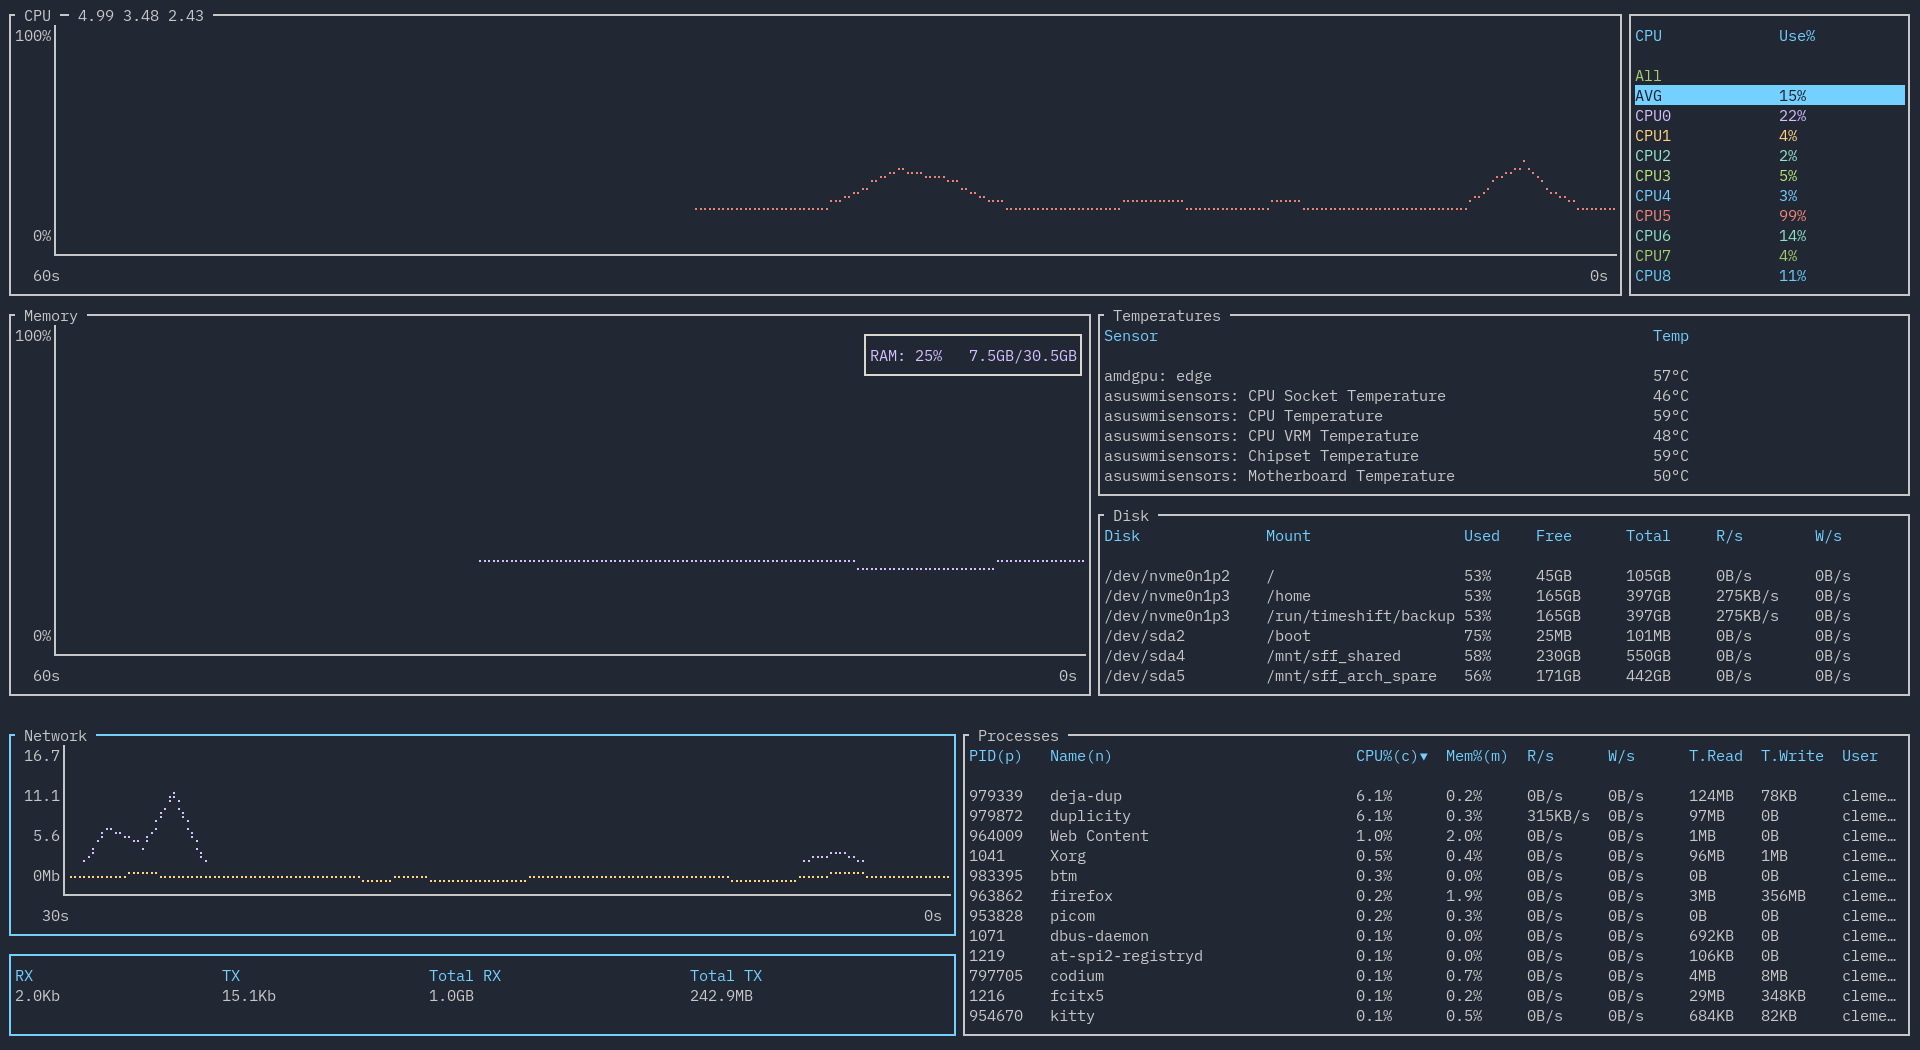 CPU 4.99 3.48 2.43
100%
0%
60s 0s
CPU Use%
All
AVG 15%
CPU0 22%
CPU1 4%
CPU2 2%
CPU3 5%
CPU4 3%
CPU5 99%
CPU6 14%
CPU7 4%
CPU8 11%
Memory
100%
RAM: 25% 7.5GB/30.5GB
0%
60s 0s
Temperatures
Sensor Temp
amdgpu: edge 57°C
asuswmisensors: CPU Socket Temperature 46°C
asuswmisensors: CPU Temperature 59°C
asuswmisensors: CPU VRM Temperature 48°C
asuswmisensors: Chipset Temperature 59°C
asuswmisensors: Motherboard Temperature 50°C
Disk
Disk Mount Used Free Total R/s W/s
/dev/nvme0n1p2 / 53% 45GB 105GB 0B/s 0B/s
/dev/nvme0n1p3 /home 53% 165GB 397GB 275KB/s 0B/s
/dev/nvme0n1p3 /run/timeshift/backup 53% 165GB 397GB 275KB/s 0B/s
/dev/sda2 /boot 75% 25MB 101MB 0B/s 0B/s
/dev/sda4 /mnt/sff_shared 58% 230GB 550GB 0B/s 0B/s
/dev/sda5 /mnt/sff_arch_spare 56% 171GB 442GB 0B/s 0B/s
Network
16.7
11.1
5.6
0Mb
30s 0s
RX TX Total RX Total TX
2.0Kb 15.1Kb 1.0GB 242.9MB
Processes
PID(p) Name(n) CPU%(c)▼ Mem%(m) R/s W/s T.Read T.Write User
979339 deja-dup 6.1% 0.2% 0B/s 0B/s 124MB 78KB cleme…
979872 duplicity 6.1% 0.3% 315KB/s 0B/s 97MB 0B cleme…
964009 Web Content 1.0% 2.0% 0B/s 0B/s 1MB 0B cleme…
1041 Xorg 0.5% 0.4% 0B/s 0B/s 96MB 1MB cleme…
983395 btm 0.3% 0.0% 0B/s 0B/s 0B 0B cleme…
963862 firefox 0.2% 1.9% 0B/s 0B/s 3MB 356MB cleme…
953828 picom 0.2% 0.3% 0B/s 0B/s 0B 0B cleme…
1071 dbus-daemon 0.1% 0.0% 0B/s 0B/s 692KB 0B cleme…
1219 at-spi2-registryd 0.1% 0.0% 0B/s 0B/s 106KB 0B cleme…
797705 codium 0.1% 0.7% 0B/s 0B/s 4MB 8MB cleme…
1216 fcitx5 0.1% 0.2% 0B/s 0B/s 29MB 348KB cleme…
954670 kitty 0.1% 0.5% 0B/s 0B/s 684KB 82KB cleme…